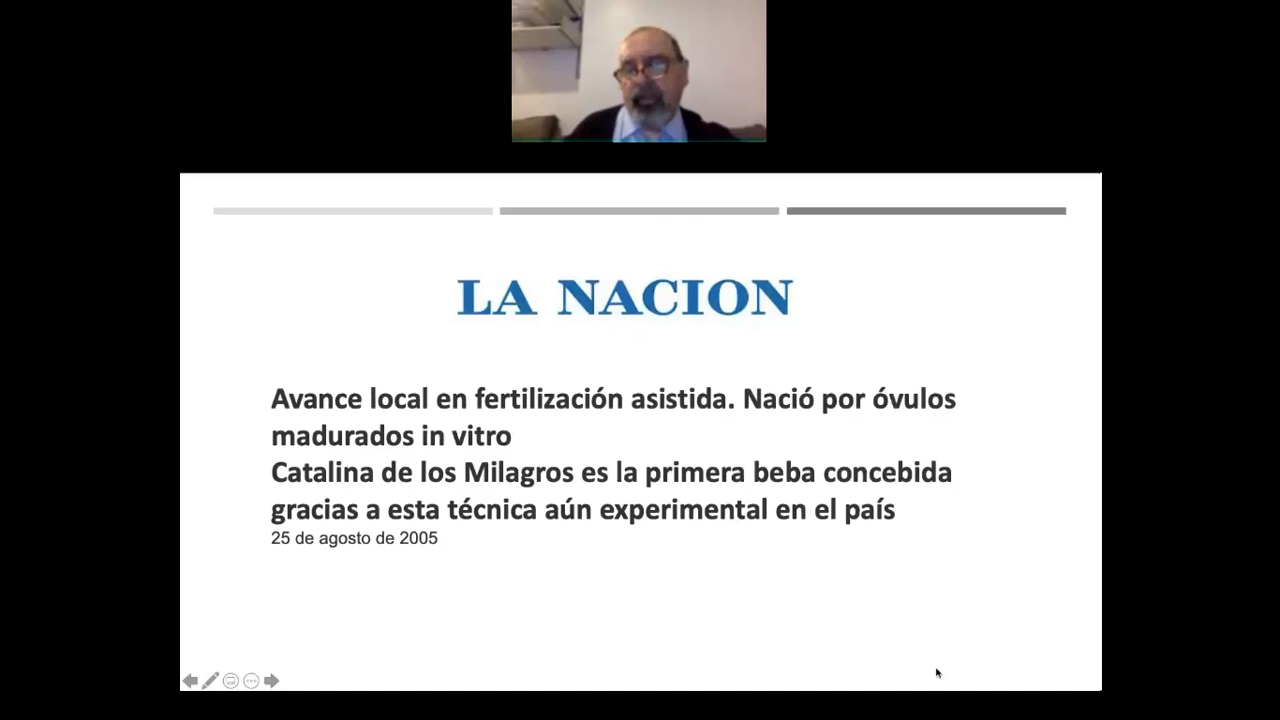 LA NACION
Avance local en fertilización asistida. Nació por óvulos
madurados in vitro
Catalina de los Milagros es la primera beba concebida
gracias a esta técnica aún experimental en el país
25 de agosto de 2005